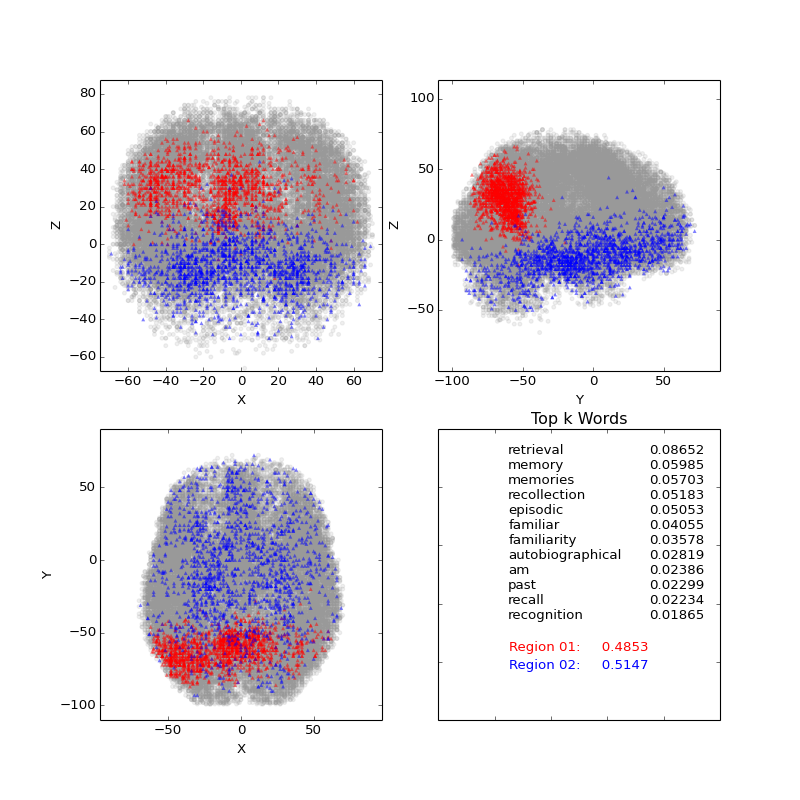 80
60
40
20
0
−20
−40
−60
Z
−60 −40 −20 0 20 40 60
X
100
50
0
−50
Z
−100 −50 0 50
Y
50
0
−50
−100
Y
−50 0 50
X
Top k Words
retrieval 0.08652
memory 0.05985
memories 0.05703
recollection 0.05183
episodic 0.05053
familiar 0.04055
familiarity 0.03578
autobiographical 0.02819
am 0.02386
past 0.02299
recall 0.02234
recognition 0.01865
Region 01: 0.4853
Region 02: 0.5147